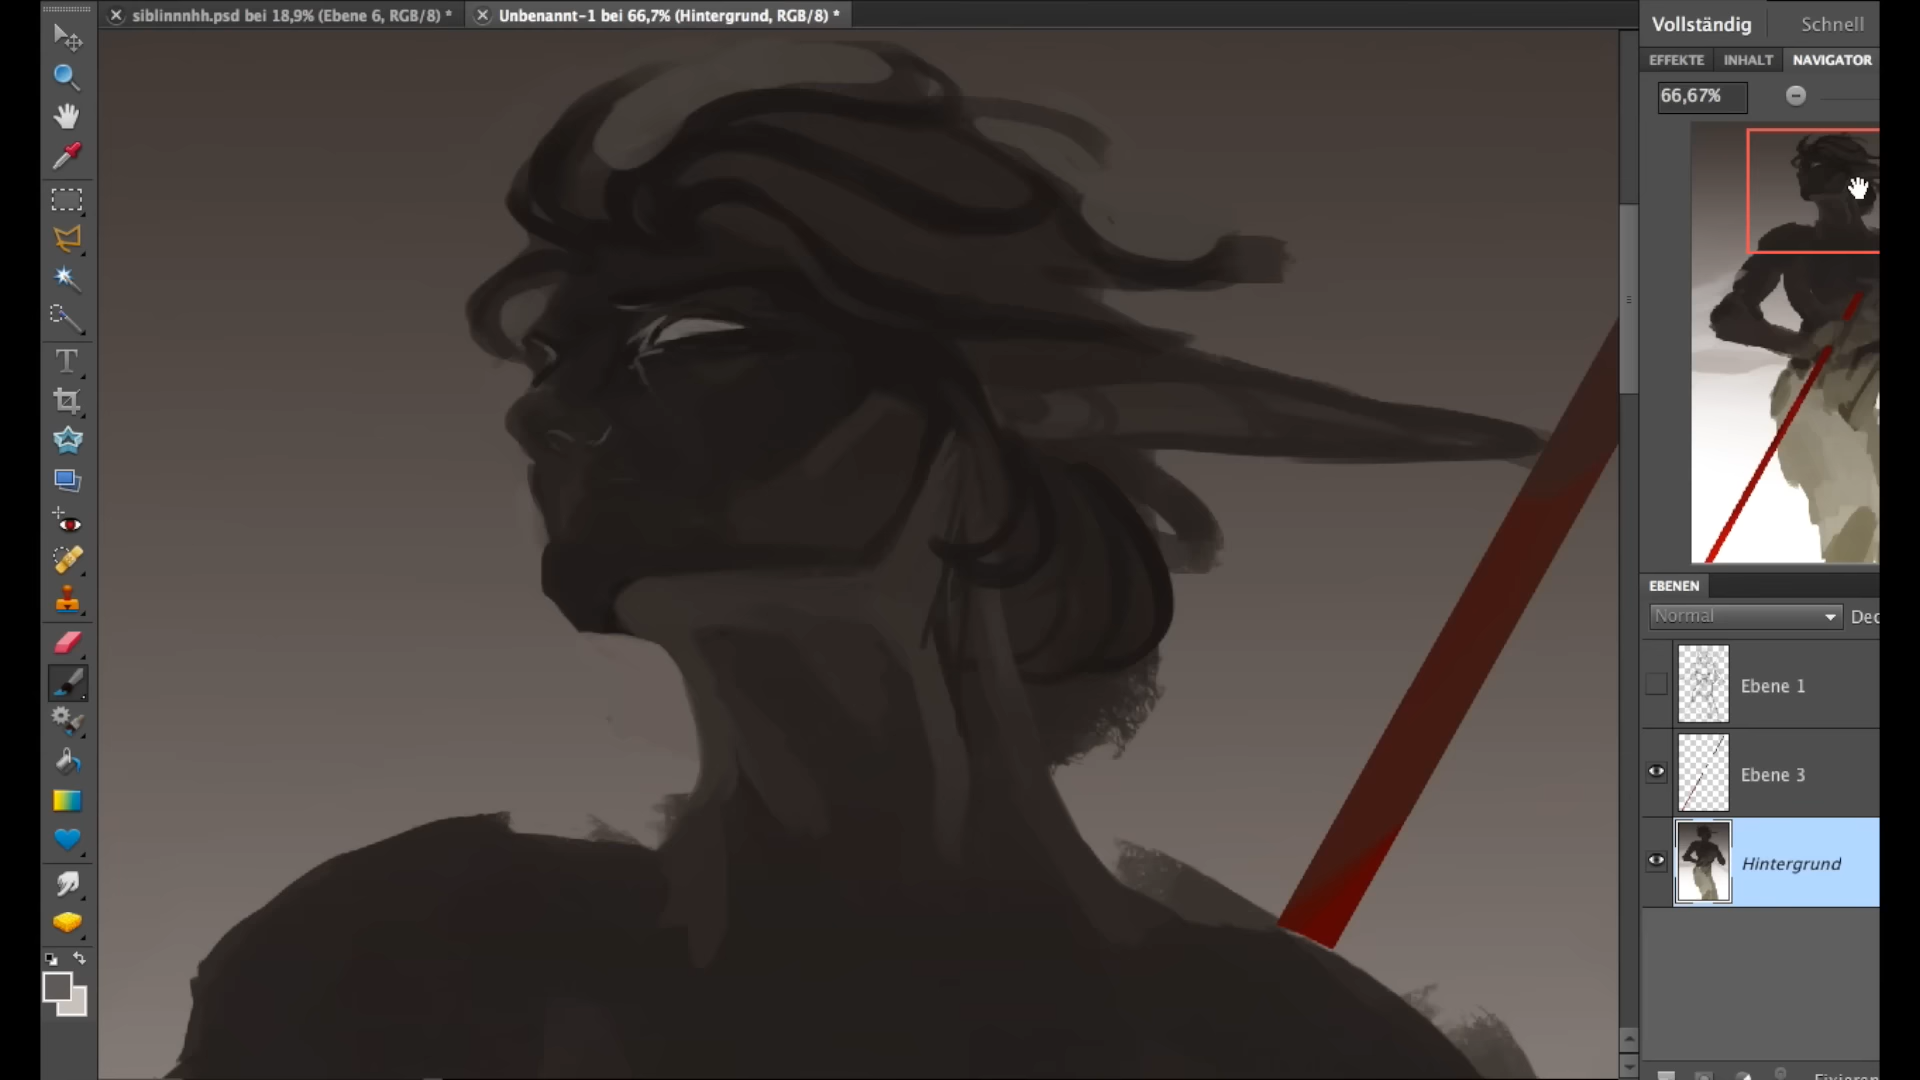 siblinnnhh.psd bei 18,9% (Ebene 6, RGB/8) *
Unbenannt-1 bei 66,7% (Hintergrund, RGB/8) *
Vollständig
Schnell
EFFEKTE
INHALT
NAVIGATOR
66,67%
EBENEN
Normal
Dec
Ebene 1
Ebene 3
Hintergrund